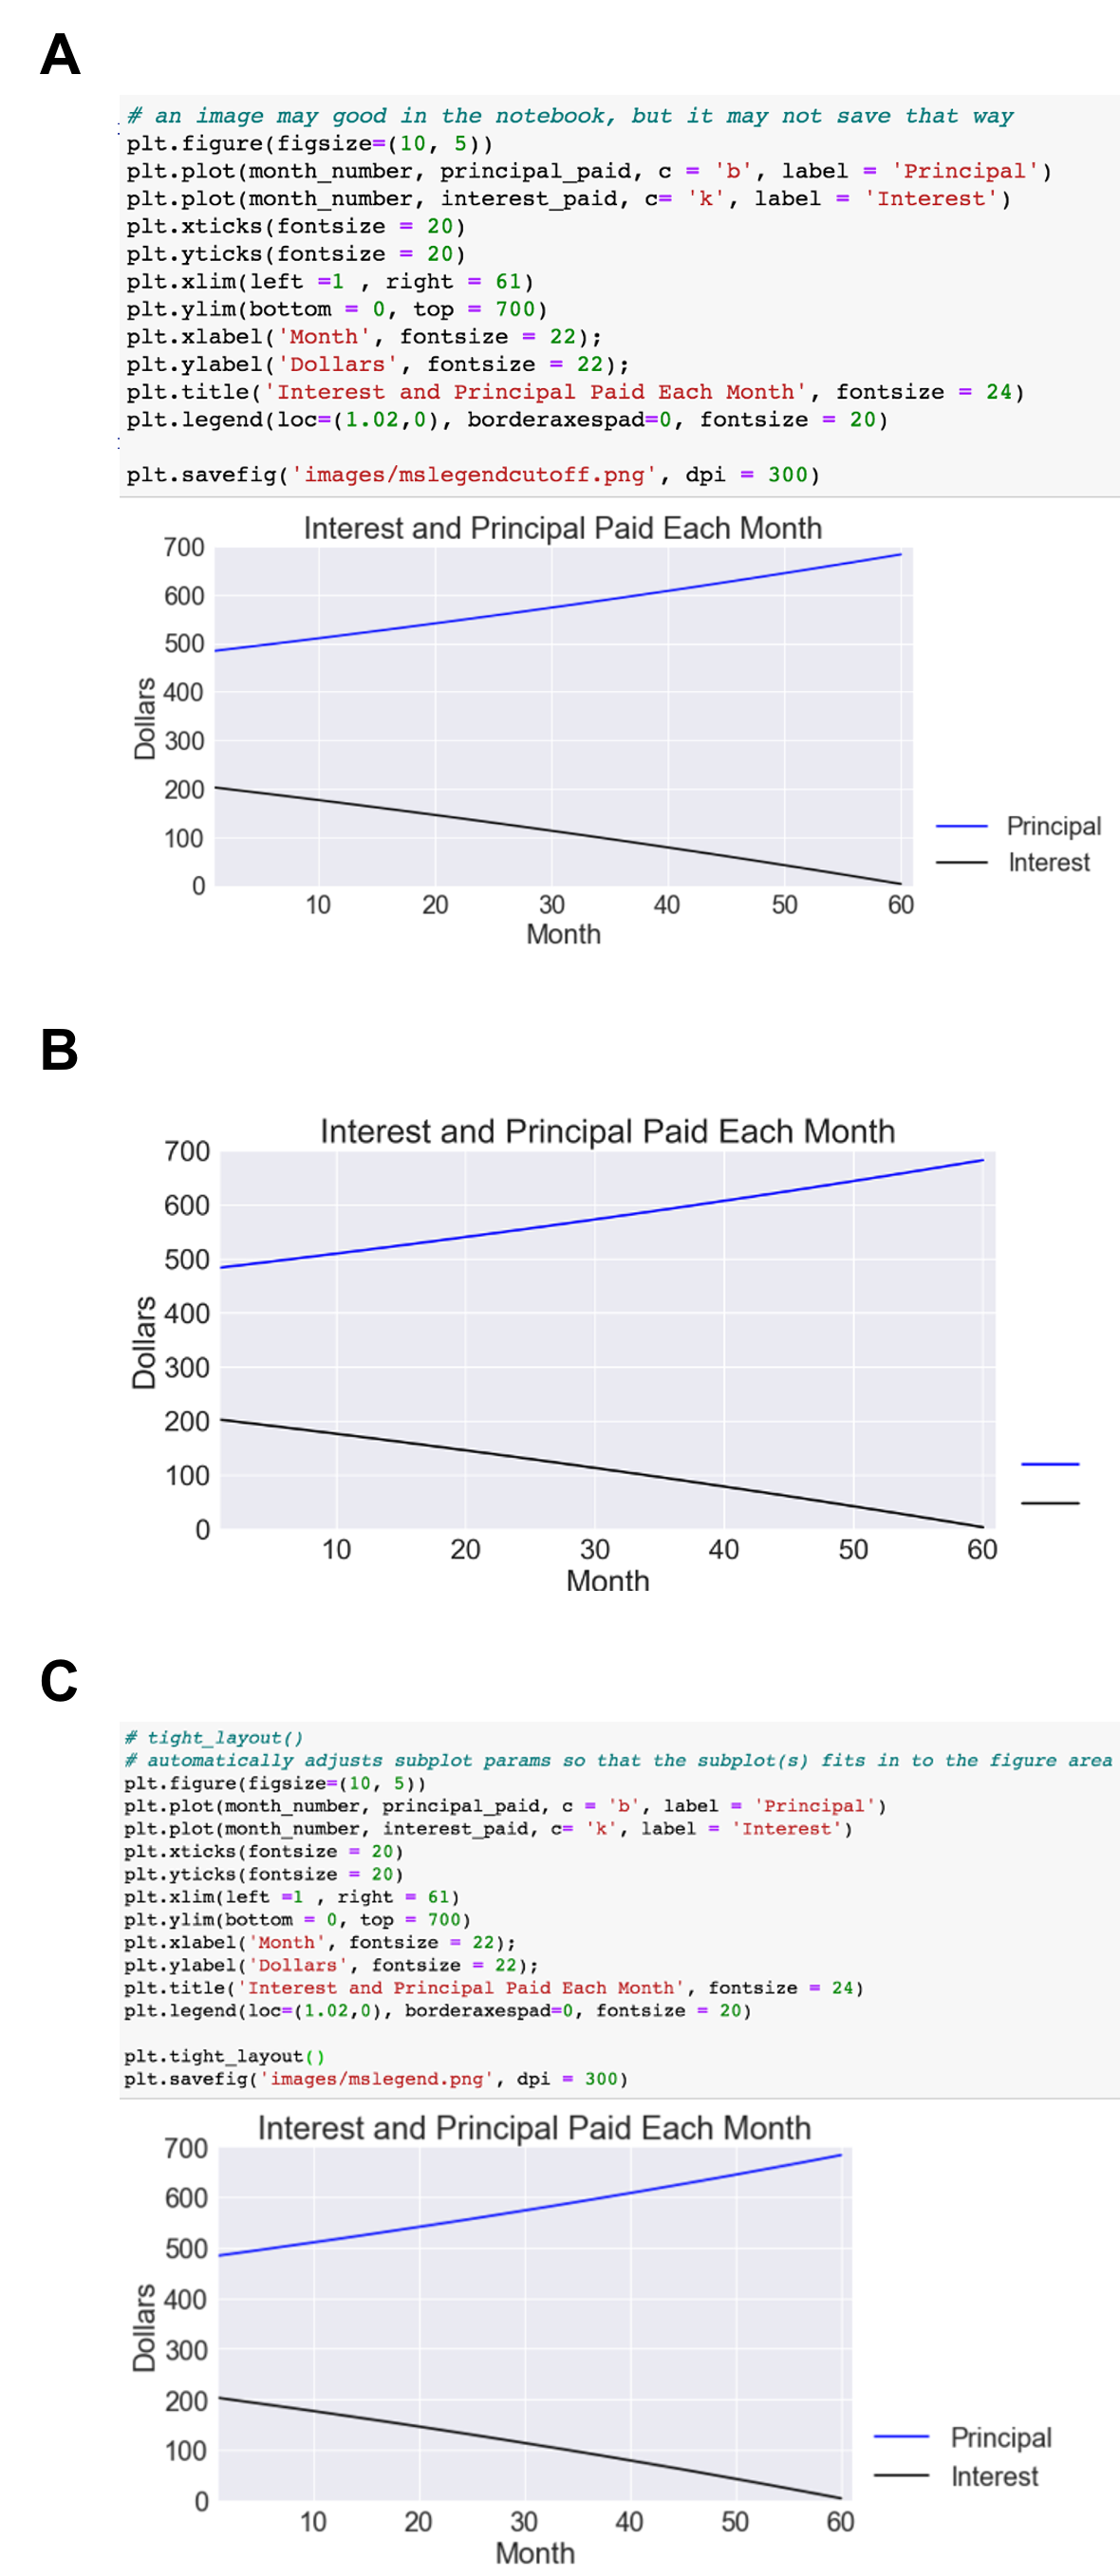 A
# an image may good in the notebook, but it may not save that way
plt.figure(figsize=(10, 5))
plt.plot(month_number, principal_paid, c = 'b', label = 'Principal')
plt.plot(month_number, interest_paid, c= 'k', label = 'Interest')
plt.xticks(fontsize = 20)
plt.yticks(fontsize = 20)
plt.xlim(left =1 , right = 61)
plt.ylim(bottom = 0, top = 700)
plt.xlabel('Month', fontsize = 22);
plt.ylabel('Dollars', fontsize = 22);
plt.title('Interest and Principal Paid Each Month', fontsize = 24)
plt.legend(loc=(1.02,0), borderaxespad=0, fontsize = 20)
plt.savefig('images/mslegendcutoff.png', dpi = 300)
Interest and Principal Paid Each Month
700
600
500
400
300
200
100
0
Dollars
10 20 30 40 50 60
Month
Principal
Interest
B
Interest and Principal Paid Each Month
700
600
500
400
300
200
100
0
Dollars
10 20 30 40 50 60
Month
C
# tight_layout()
# automatically adjusts subplot params so that the subplot(s) fits in to the figure area
plt.figure(figsize=(10, 5))
plt.plot(month_number, principal_paid, c = 'b', label = 'Principal')
plt.plot(month_number, interest_paid, c= 'k', label = 'Interest')
plt.xticks(fontsize = 20)
plt.yticks(fontsize = 20)
plt.xlim(left =1 , right = 61)
plt.ylim(bottom = 0, top = 700)
plt.xlabel('Month', fontsize = 22);
plt.ylabel('Dollars', fontsize = 22);
plt.title('Interest and Principal Paid Each Month', fontsize = 24)
plt.legend(loc=(1.02,0), borderaxespad=0, fontsize = 20)
plt.tight_layout()
plt.savefig('images/mslegend.png', dpi = 300)
Interest and Principal Paid Each Month
700
600
500
400
300
200
100
0
Dollars
10 20 30 40 50 60
Month
Principal
Interest